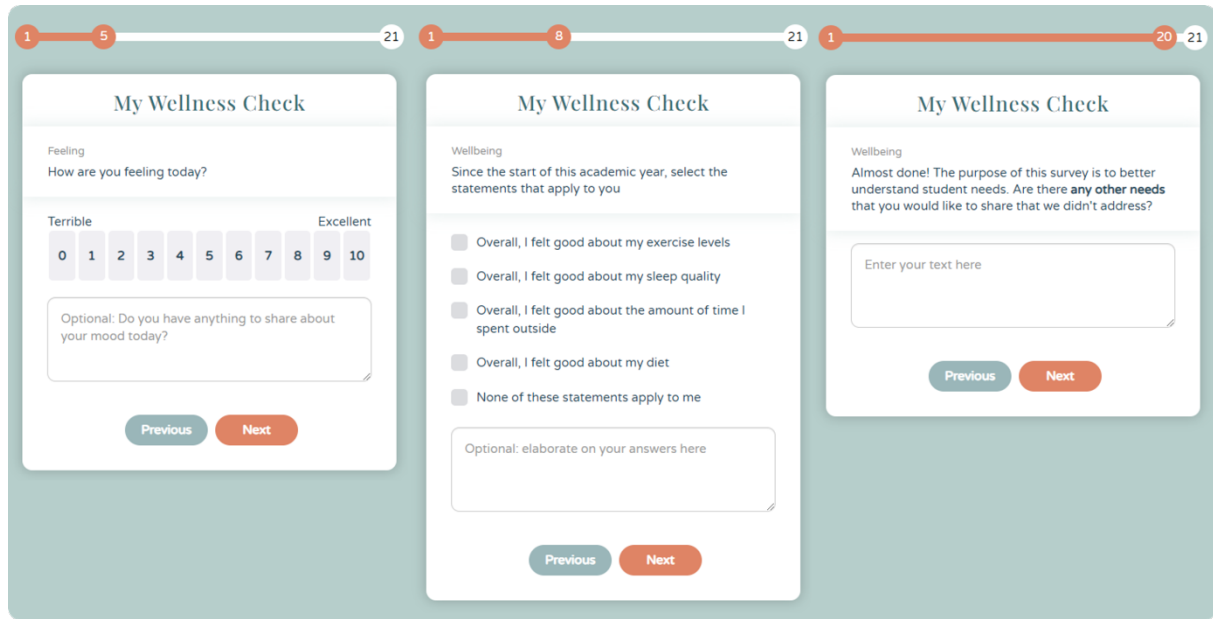 1 5 21
My Wellness Check
Feeling
How are you feeling today?
Terrible Excellent
0 1 2 3 4 5 6 7 8 9 10
Optional: Do you have anything to share about
your mood today?
Previous Next
1 8 21
My Wellness Check
Wellbeing
Since the start of this academic year, select the
statements that apply to you
Overall, I felt good about my exercise levels
Overall, I felt good about my sleep quality
Overall, I felt good about the amount of time I
spent outside
Overall, I felt good about my diet
None of these statements apply to me
Optional: elaborate on your answers here
Previous Next
1 20 21
My Wellness Check
Wellbeing
Almost done! The purpose of this survey is to better
understand student needs. Are there any other needs
that you would like to share that we didn't address?
Enter your text here
Previous Next